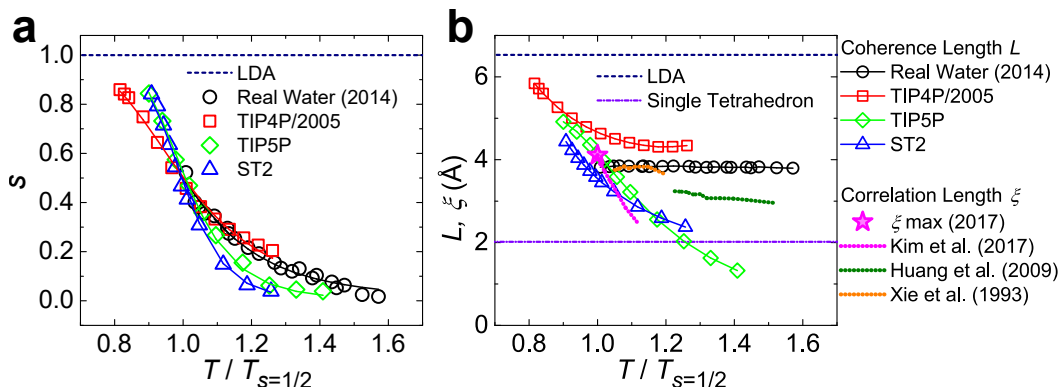 a
s
1.0
0.8
0.6
0.4
0.2
0.0
LDA
Real Water (2014)
TIP4P/2005
TIP5P
ST2
0.8 1.0 1.2 1.4 1.6
T / Ts=1/2
b
L, ξ (Å)
6
4
2
0
LDA
Single Tetrahedron
0.8 1.0 1.2 1.4 1.6
T / Ts=1/2
Coherence Length L
Real Water (2014)
TIP4P/2005
TIP5P
ST2
Correlation Length ξ
ξ max (2017)
Kim et al. (2017)
Huang et al. (2009)
Xie et al. (1993)